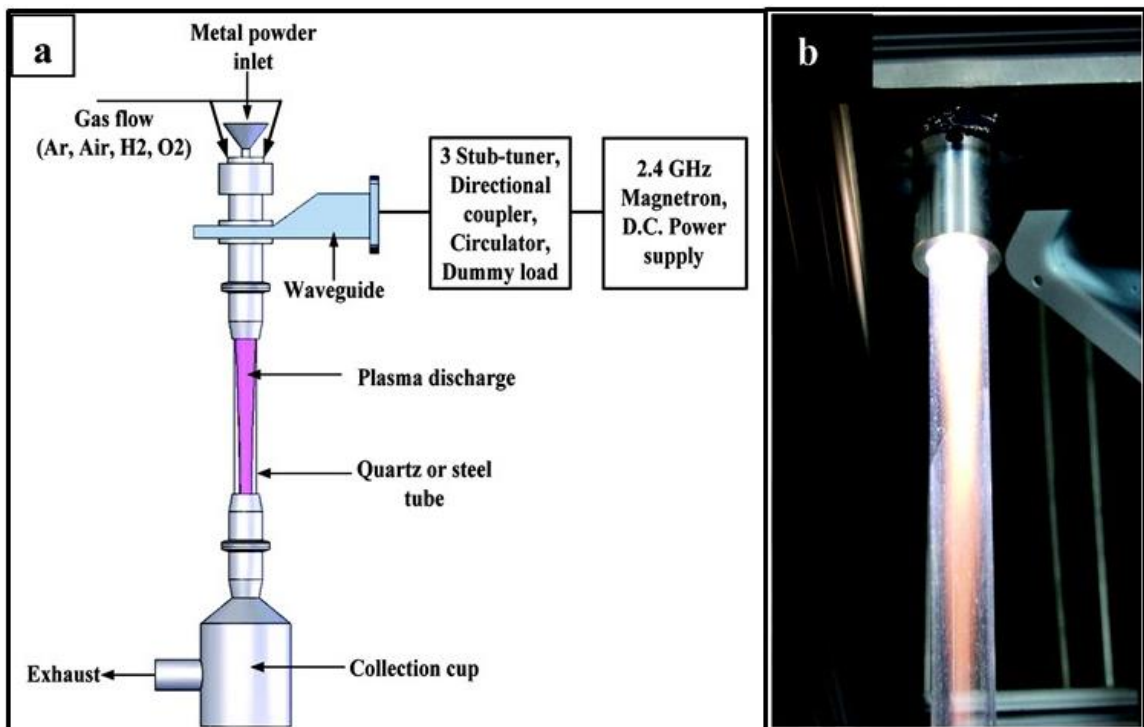 a
Metal powder
inlet
Gas flow
(Ar, Air, H2, O2)
3 Stub-tuner,
Directional
coupler,
Circulator,
Dummy load
2.4 GHz
Magnetron,
D.C. Power
supply
Waveguide
Plasma discharge
Quartz or steel
tube
Exhaust
Collection cup
b